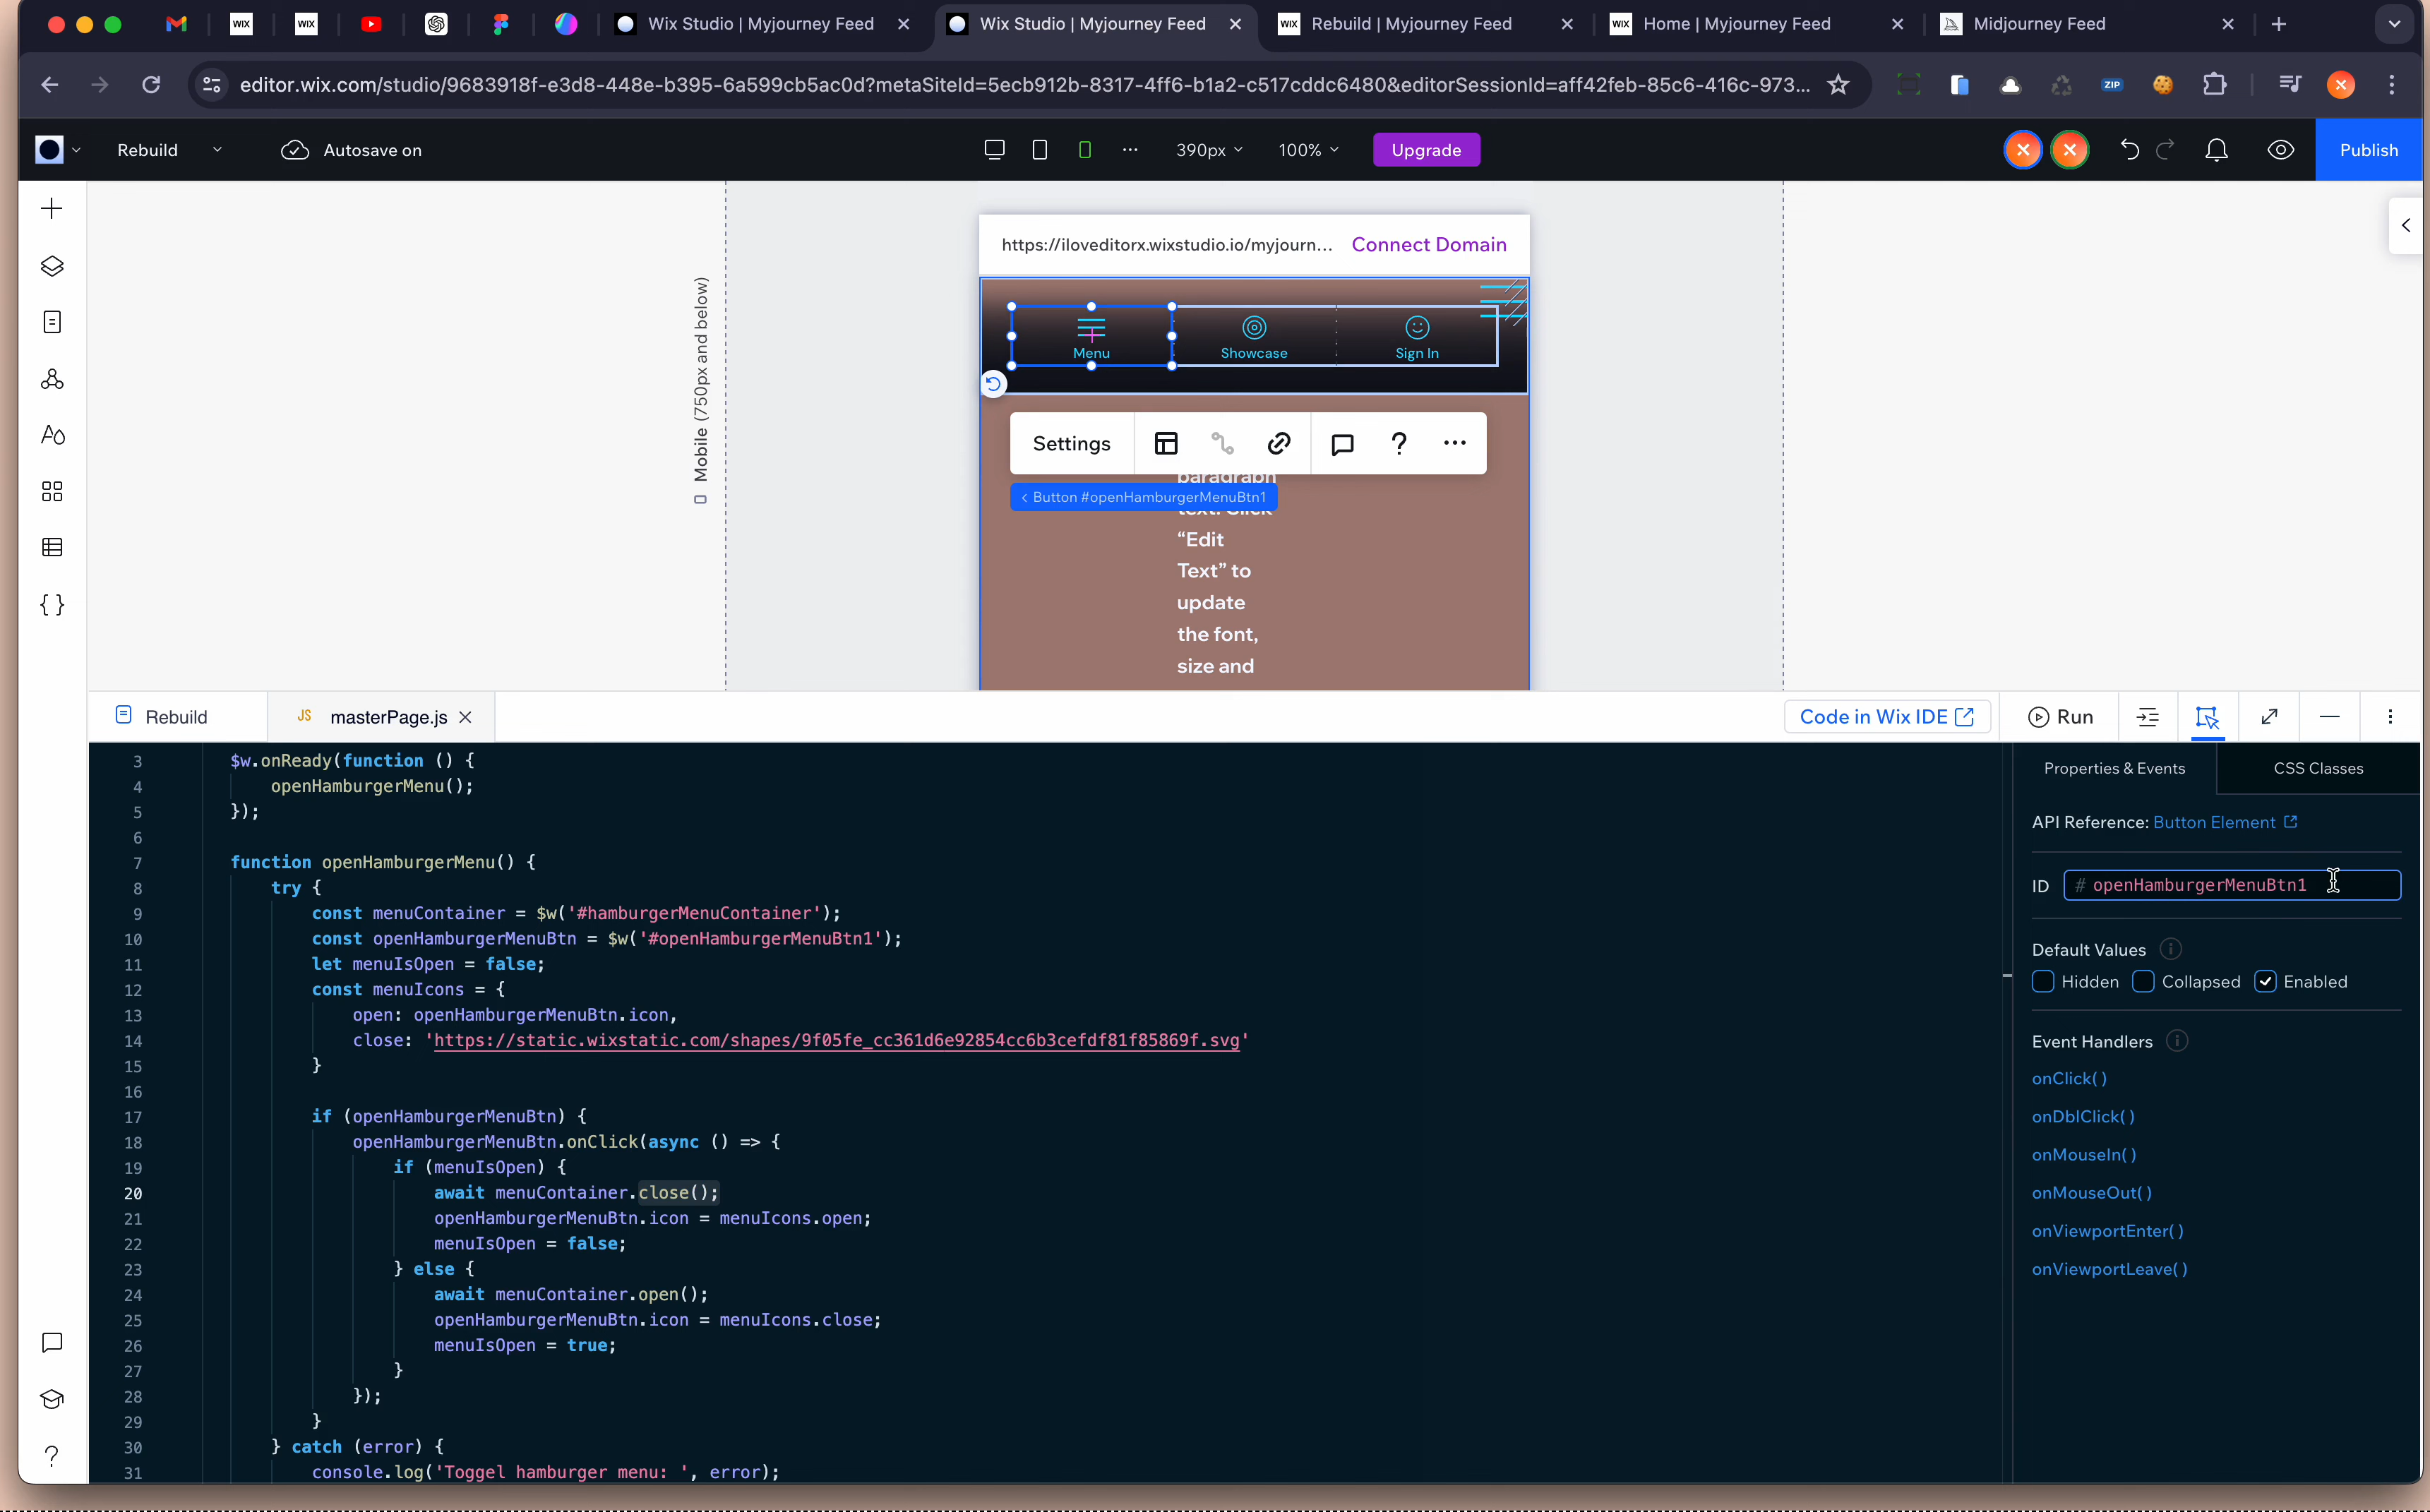 WIX
WIX
Wix Studio | Myjourney Feed
Wix Studio | Myjourney Feed
WIX
Rebuild | Myjourney Feed
WIX
Home | Myjourney Feed
Midjourney Feed
editor.wix.com/studio/9683918f-e3d8-448e-b395-6a599cb5ac0d?metaSiteId=5ecb912b-8317-4ff6-b1a2-c517cddc6480&editorSessionId=aff42feb-85c6-416c-973...
ZIP
Rebuild
Autosave on
390px
100%
Upgrade
Publish
https://iloveditorx.wixstudio.io/myjourn...
Connect Domain
Mobile (750px and below)
Menu
Showcase
Sign In
Settings
paragraph
< Button #openHamburgerMenuBtn1
text. Click
“Edit
Text” to
update
the font,
size and
Rebuild
JS masterPage.js
Code in Wix IDE
Run
3 $w.onReady(function () {
4 openHamburgerMenu();
5 });
6
7 function openHamburgerMenu() {
8 try {
9 const menuContainer = $w('#hamburgerMenuContainer');
10 const openHamburgerMenuBtn = $w('#openHamburgerMenuBtn1');
11 let menuIsOpen = false;
12 const menuIcons = {
13 open: openHamburgerMenuBtn.icon,
14 close: 'https://static.wixstatic.com/shapes/9f05fe_cc361d6e92854cc6b3cefdf81f85869f.svg'
15 }
16
17 if (openHamburgerMenuBtn) {
18 openHamburgerMenuBtn.onClick(async () => {
19 if (menuIsOpen) {
20 await menuContainer.close();
21 openHamburgerMenuBtn.icon = menuIcons.open;
22 menuIsOpen = false;
23 } else {
24 await menuContainer.open();
25 openHamburgerMenuBtn.icon = menuIcons.close;
26 menuIsOpen = true;
27 }
28 });
29 }
30 } catch (error) {
31 console.log('Toggel hamburger menu: ', error);
Properties & Events
CSS Classes
API Reference: Button Element
ID # openHamburgerMenuBtn1
Default Values
Hidden Collapsed Enabled
Event Handlers
onClick( )
onDblClick( )
onMouseIn( )
onMouseOut( )
onViewportEnter( )
onViewportLeave( )